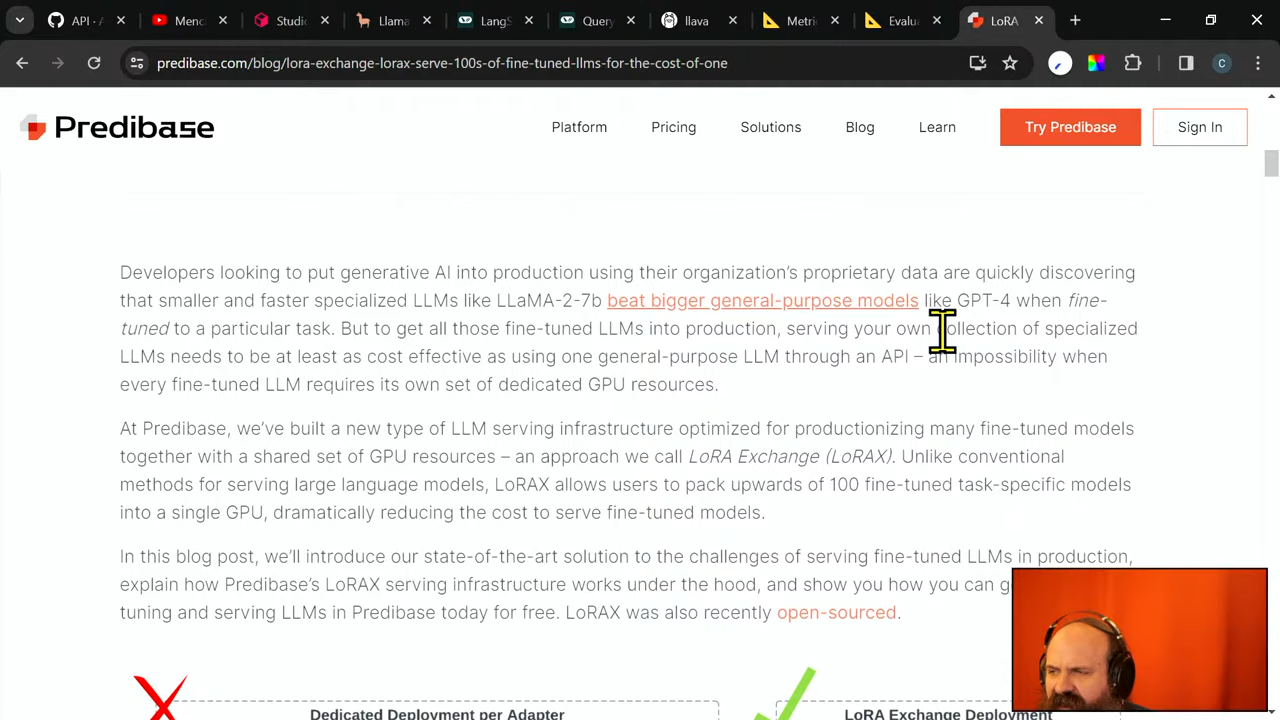 API - A
Menc
Studic
Llama
LangS
Query
llava
Metric
Evalua
LoRA
predibase.com/blog/lora-exchange-lorax-serve-100s-of-fine-tuned-llms-for-the-cost-of-one
C
Predibase
Platform
Pricing
Solutions
Blog
Learn
Try Predibase
Sign In
Developers looking to put generative AI into production using their organization's proprietary data are quickly discovering
that smaller and faster specialized LLMs like LLaMA-2-7b beat bigger general-purpose models like GPT-4 when fine-
tuned to a particular task. But to get all those fine-tuned LLMs into production, serving your own collection of specialized
LLMs needs to be at least as cost effective as using one general-purpose LLM through an API – an impossibility when
every fine-tuned LLM requires its own set of dedicated GPU resources.
At Predibase, we've built a new type of LLM serving infrastructure optimized for productionizing many fine-tuned models
together with a shared set of GPU resources – an approach we call LoRA Exchange (LoRAX). Unlike conventional
methods for serving large language models, LoRAX allows users to pack upwards of 100 fine-tuned task-specific models
into a single GPU, dramatically reducing the cost to serve fine-tuned models.
In this blog post, we'll introduce our state-of-the-art solution to the challenges of serving fine-tuned LLMs in production,
explain how Predibase's LoRAX serving infrastructure works under the hood, and show you how you can g
tuning and serving LLMs in Predibase today for free. LoRAX was also recently open-sourced.
Dedicated Deployment per Adapter
LoRA Exchange Deployment